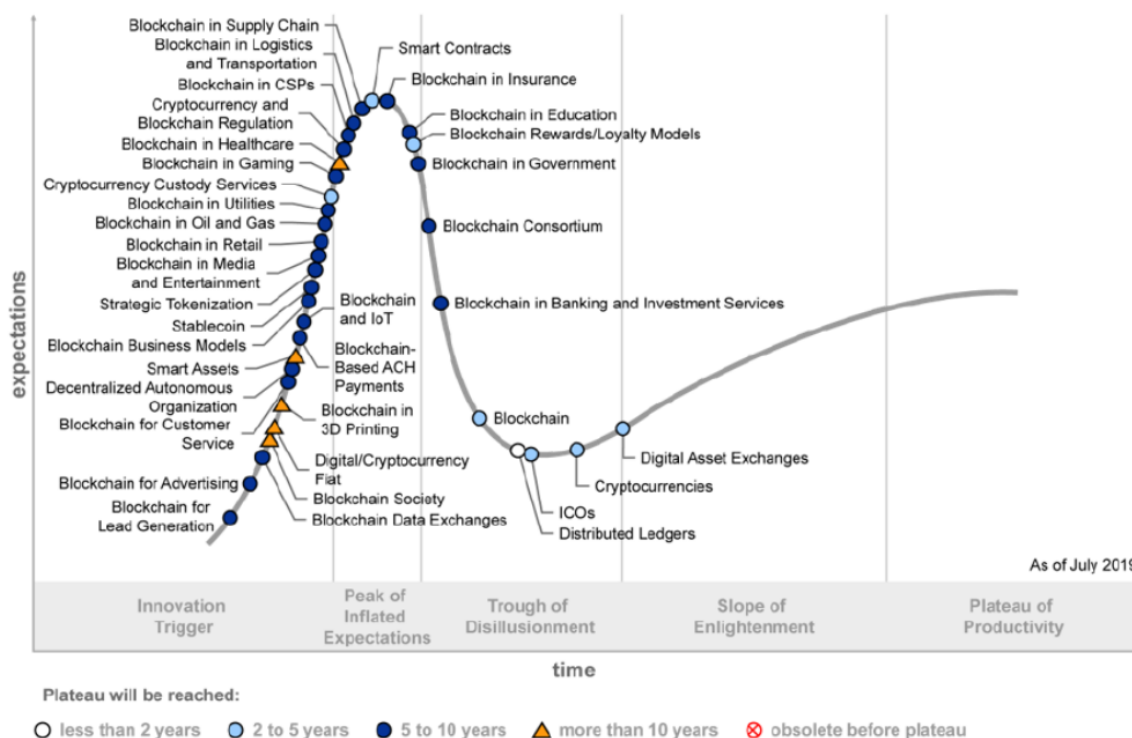 Blockchain in Supply Chain
Blockchain in Logistics
and Transportation
Blockchain in CSPs
Cryptocurrency and
Blockchain Regulation
Blockchain in Healthcare
Blockchain in Gaming
Cryptocurrency Custody Services
Blockchain in Utilities
Blockchain in Oil and Gas
Blockchain in Retail
Blockchain in Media
and Entertainment
Strategic Tokenization
Stablecoin
Blockchain Business Models
Smart Assets
Decentralized Autonomous
Organization
Blockchain for Customer
Service
Blockchain for Advertising
Blockchain for
Lead Generation
Smart Contracts
Blockchain in Insurance
Blockchain in Education
Blockchain Rewards/Loyalty Models
Blockchain in Government
Blockchain Consortium
Blockchain in Banking and Investment Services
Blockchain
and IoT
Blockchain-
Based ACH
Payments
Blockchain in
3D Printing
Digital/Cryptocurrency
Fiat
Blockchain Society
Blockchain Data Exchanges
Blockchain
Digital Asset Exchanges
Cryptocurrencies
ICOs
Distributed Ledgers
expectations
As of July 2019
Innovation
Trigger
Peak of
Inflated
Expectations
Trough of
Disillusionment
Slope of
Enlightenment
Plateau of
Productivity
time
Plateau will be reached:
less than 2 years
2 to 5 years
5 to 10 years
more than 10 years
obsolete before plateau